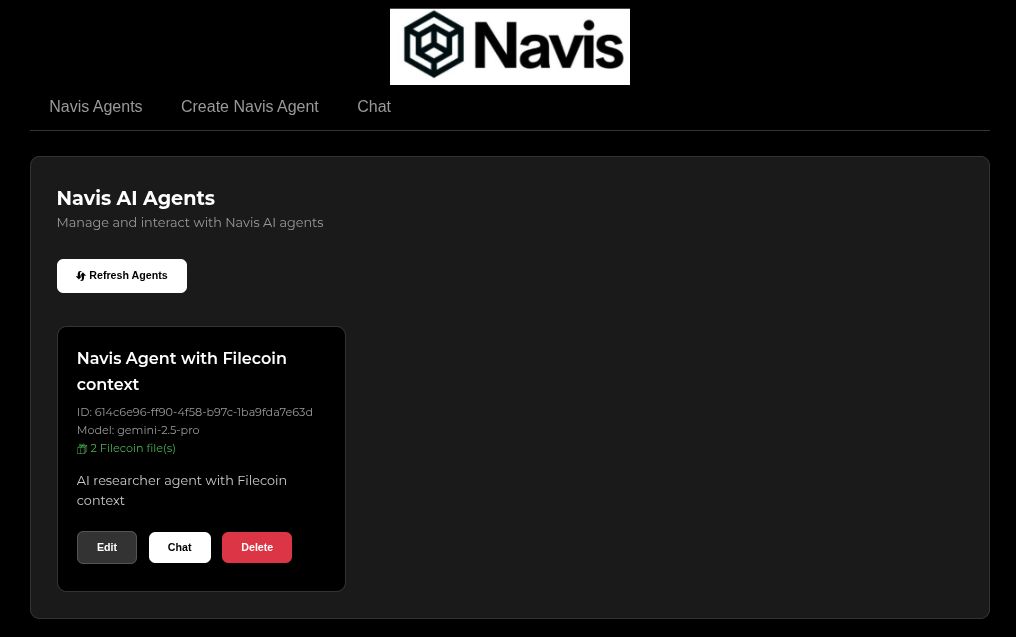 Navis
Navis Agents Create Navis Agent Chat
Navis AI Agents
Manage and interact with Navis AI agents
Refresh Agents
Navis Agent with Filecoin
context
ID: 614c6e96-ff90-4f58-b97c-1ba9fda7e63d
Model: gemini-2.5-pro
2 Filecoin file(s)
AI researcher agent with Filecoin
context
Edit Chat Delete